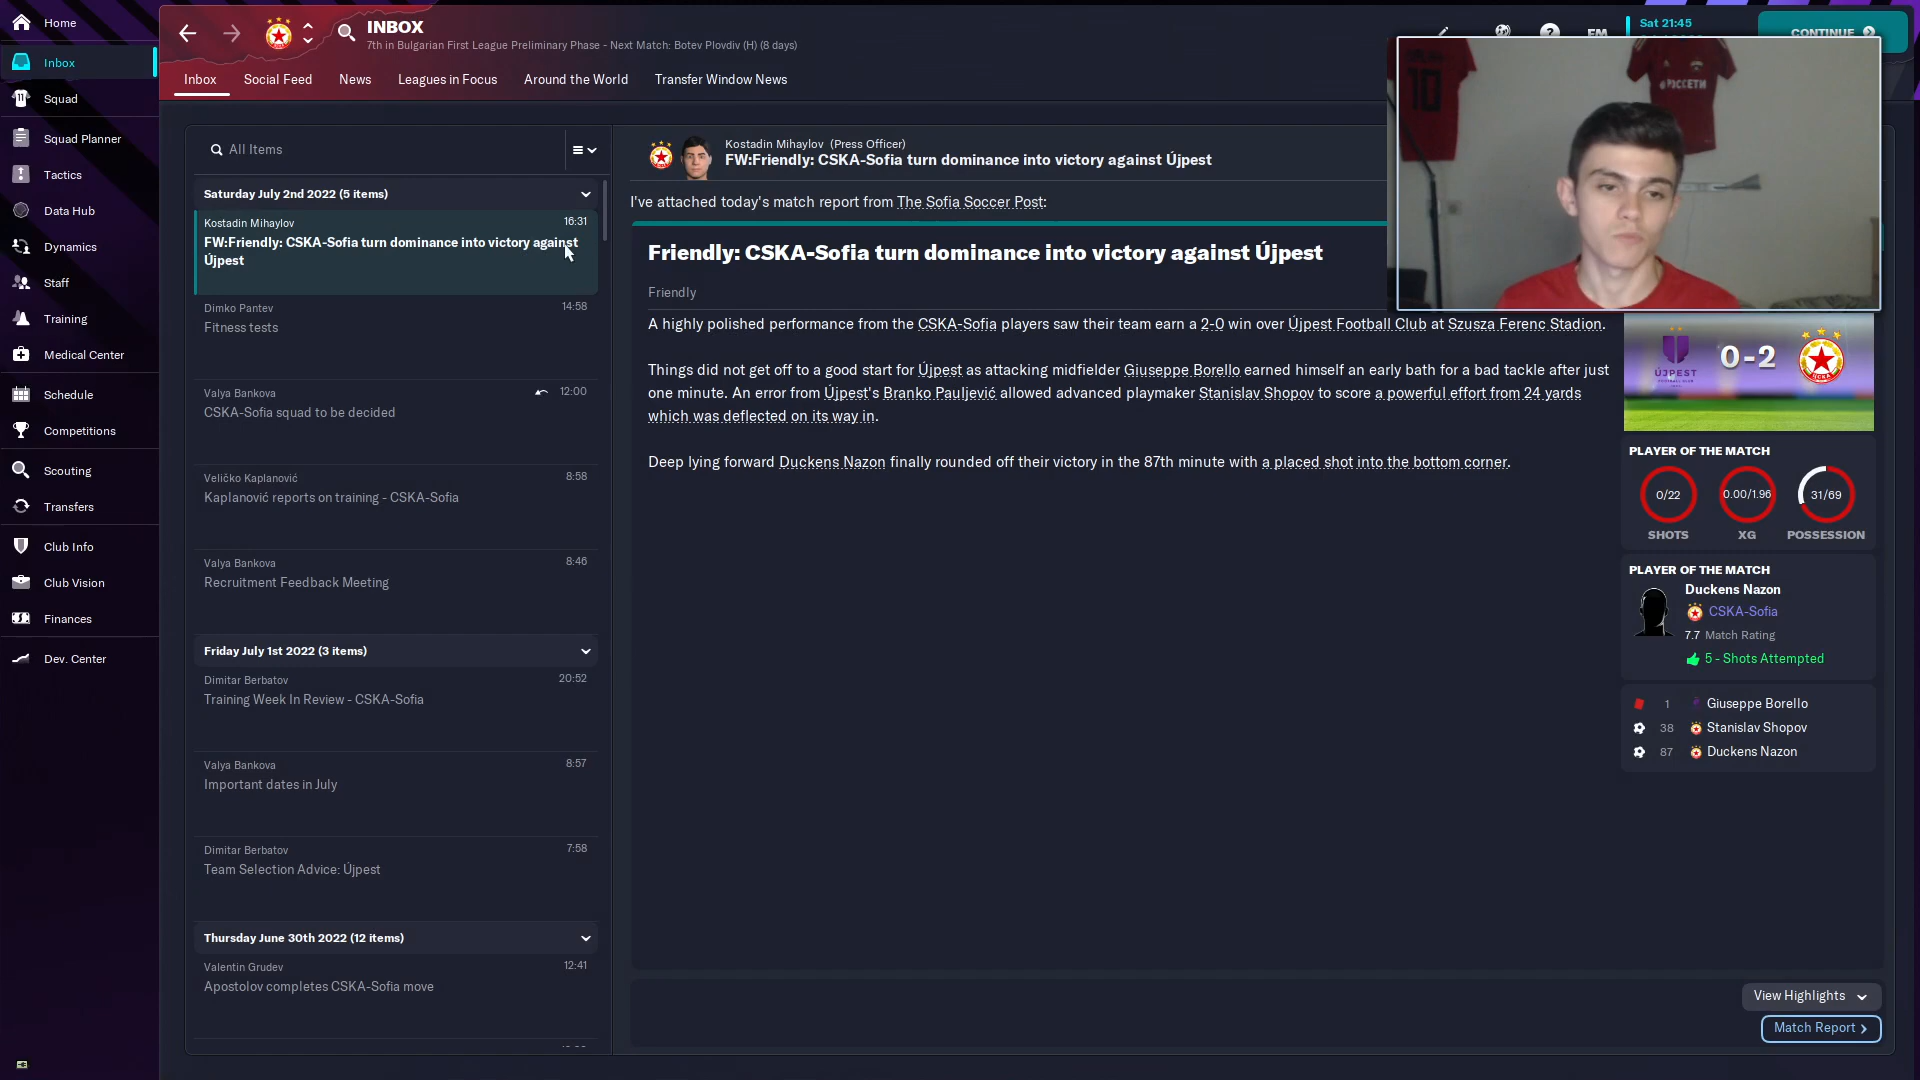 Home
Inbox
Squad
Squad Planner
Tactics
Data Hub
Dynamics
Staff
Training
Medical Center
Schedule
Competitions
Scouting
Transfers
Club Info
Club Vision
Finances
Dev. Center
INBOX
7th in Bulgarian First League Preliminary Phase - Next Match: Botev Plovdiv (H) (8 days)
FM
Sat 21:45
CONTINUE
Inbox Social Feed News Leagues in Focus Around the World Transfer Window News
All Items
Saturday July 2nd 2022 (5 items)
Kostadin Mihaylov 16:31
FW:Friendly: CSKA-Sofia turn dominance into victory against
Újpest
Dimko Pantev 14:58
Fitness tests
Valya Bankova 12:00
CSKA-Sofia squad to be decided
Veličko Kaplanović 8:58
Kaplanović reports on training - CSKA-Sofia
Valya Bankova 8:46
Recruitment Feedback Meeting
Friday July 1st 2022 (3 items)
Dimitar Berbatov 20:52
Training Week In Review - CSKA-Sofia
Valya Bankova 8:57
Important dates in July
Dimitar Berbatov 7:58
Team Selection Advice: Újpest
Thursday June 30th 2022 (12 items)
Valentin Grudev 12:41
Apostolov completes CSKA-Sofia move
Kostadin Mihaylov (Press Officer)
FW:Friendly: CSKA-Sofia turn dominance into victory against Újpest
I've attached today's match report from The Sofia Soccer Post:
Friendly: CSKA-Sofia turn dominance into victory against Újpest
Friendly
A highly polished performance from the CSKA-Sofia players saw their team earn a 2-0 win over Újpest Football Club at Szusza Ferenc Stadion.
Things did not get off to a good start for Újpest as attacking midfielder Giuseppe Borello earned himself an early bath for a bad tackle after just
one minute. An error from Újpest's Branko Pauljević allowed advanced playmaker Stanislav Shopov to score a powerful effort from 24 yards
which was deflected on its way in.
Deep lying forward Duckens Nazon finally rounded off their victory in the 87th minute with a placed shot into the bottom corner.
10
РОССЕТИ
ÚJPEST
0-2
PLAYER OF THE MATCH
0/22 0.00/1.96 31/69
SHOTS XG POSSESSION
PLAYER OF THE MATCH
Duckens Nazon
CSKA-Sofia
7.7 Match Rating
5 - Shots Attempted
1 Giuseppe Borello
38 Stanislav Shopov
87 Duckens Nazon
View Highlights
Match Report